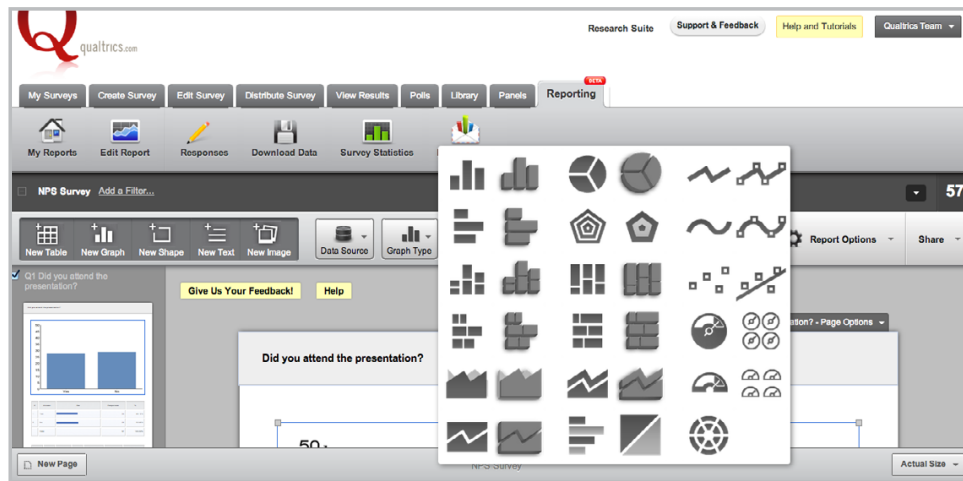 Q
qualtrics.com
Research Suite
Support & Feedback
Help and Tutorials
Qualtrics Team
My Surveys
Create Survey
Edit Survey
Distribute Survey
View Results
Polls
Library
Panels
Reporting
BETA
My Reports
Edit Report
Responses
Download Data
Survey Statistics
NPS Survey
Add a Filter...
57
New Table
New Graph
New Shape
New Text
New Image
Data Source
Graph Type
Report Options
Share
Q1 Did you attend the
presentation?
Give Us Your Feedback!
Help
ation? - Page Options
Did you attend the presentation?
50
New Page
NPS Survey
Actual Size